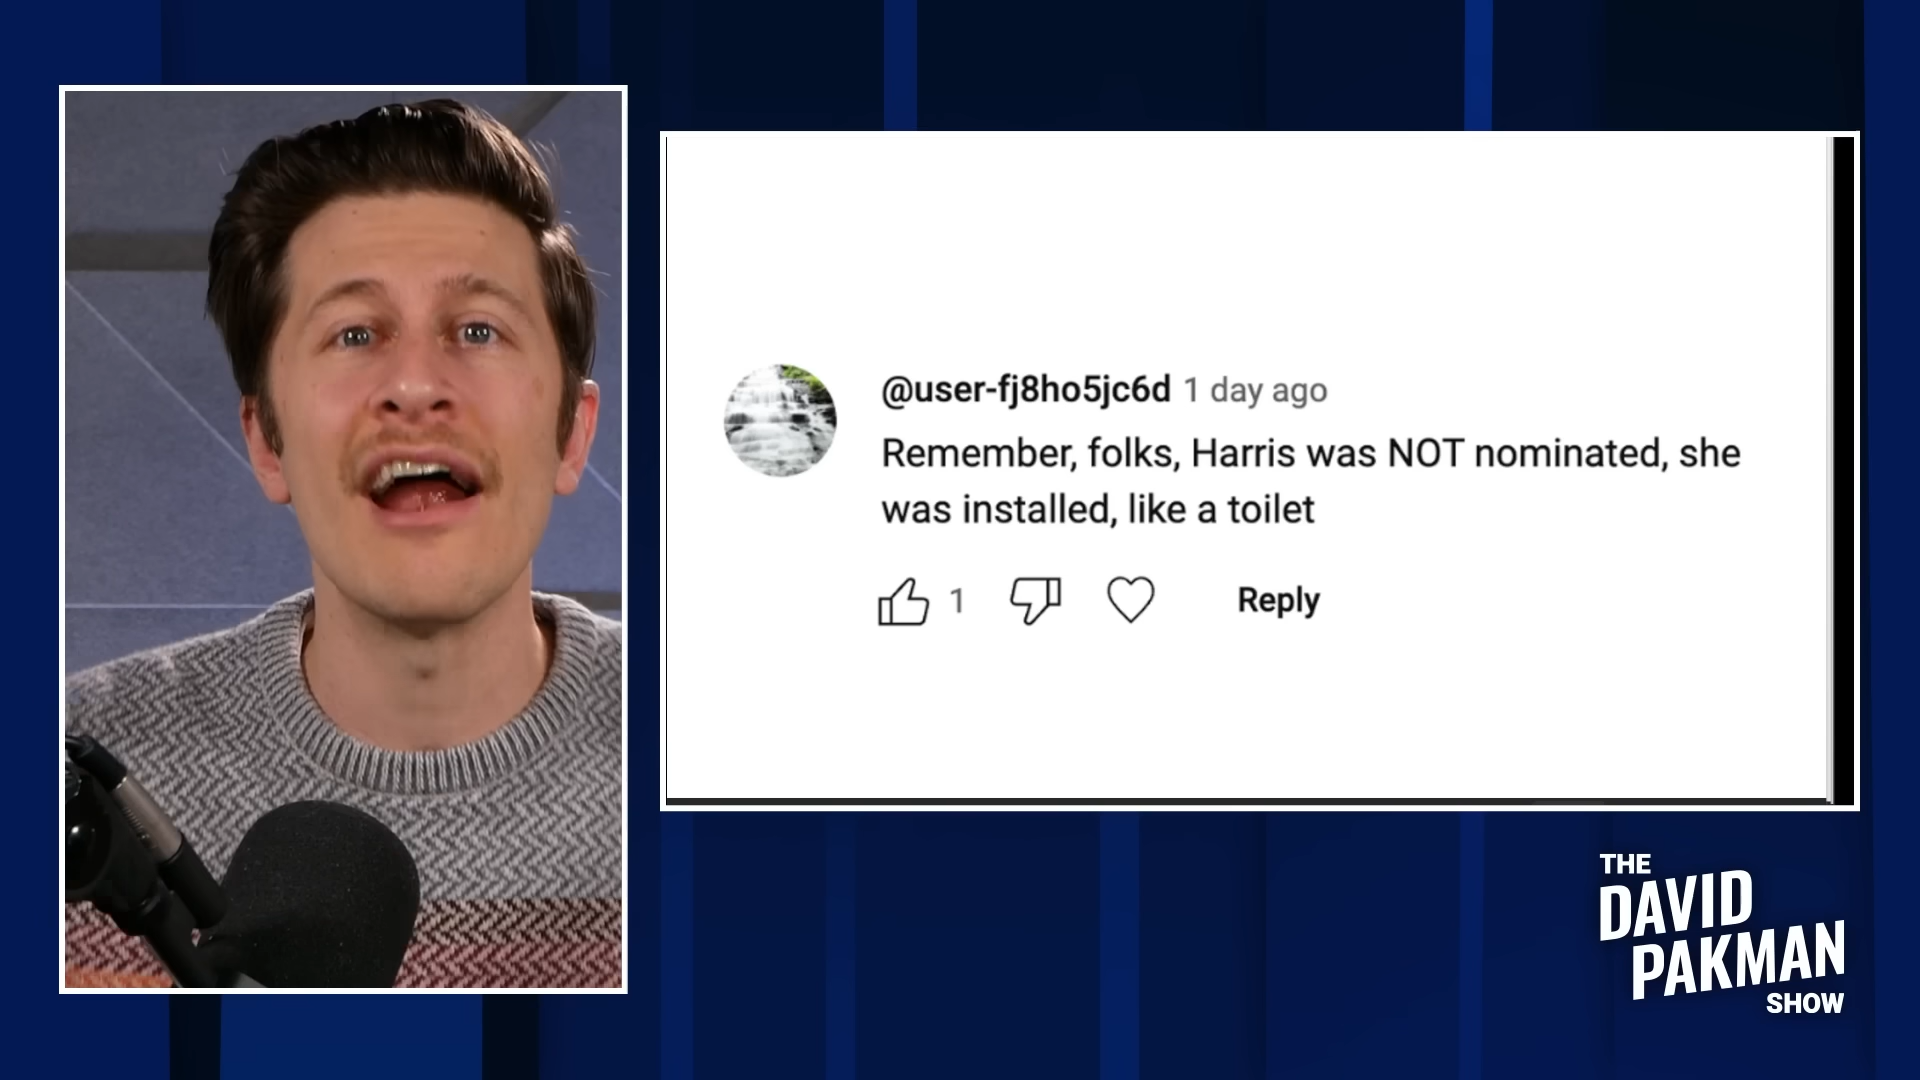 @user-fj8ho5jc6d 1 day ago
Remember, folks, Harris was NOT nominated, she
was installed, like a toilet
1
Reply
THE
DAVID
PAKMAN
SHOW